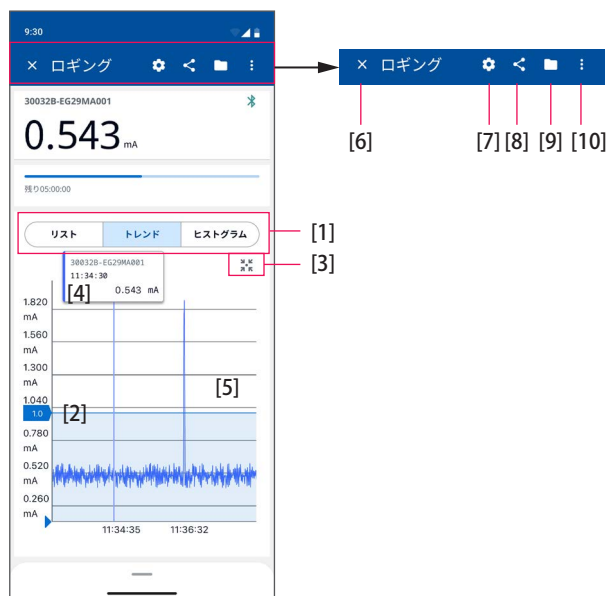 9:30
ロギング
30032B-EG29MA001
0.543 mA
残り05:00:00
リスト トレンド ヒストグラム
30032B-EG29MA001
11:34:30
0.543 mA
1.820
mA
1.560
mA
1.300
mA
1.040
1.0
0.780
mA
0.520
mA
0.260
mA
11:34:35 11:36:32
[1]
[3]
[4]
[5]
[2]
ロギング
[6] [7] [8] [9] [10]